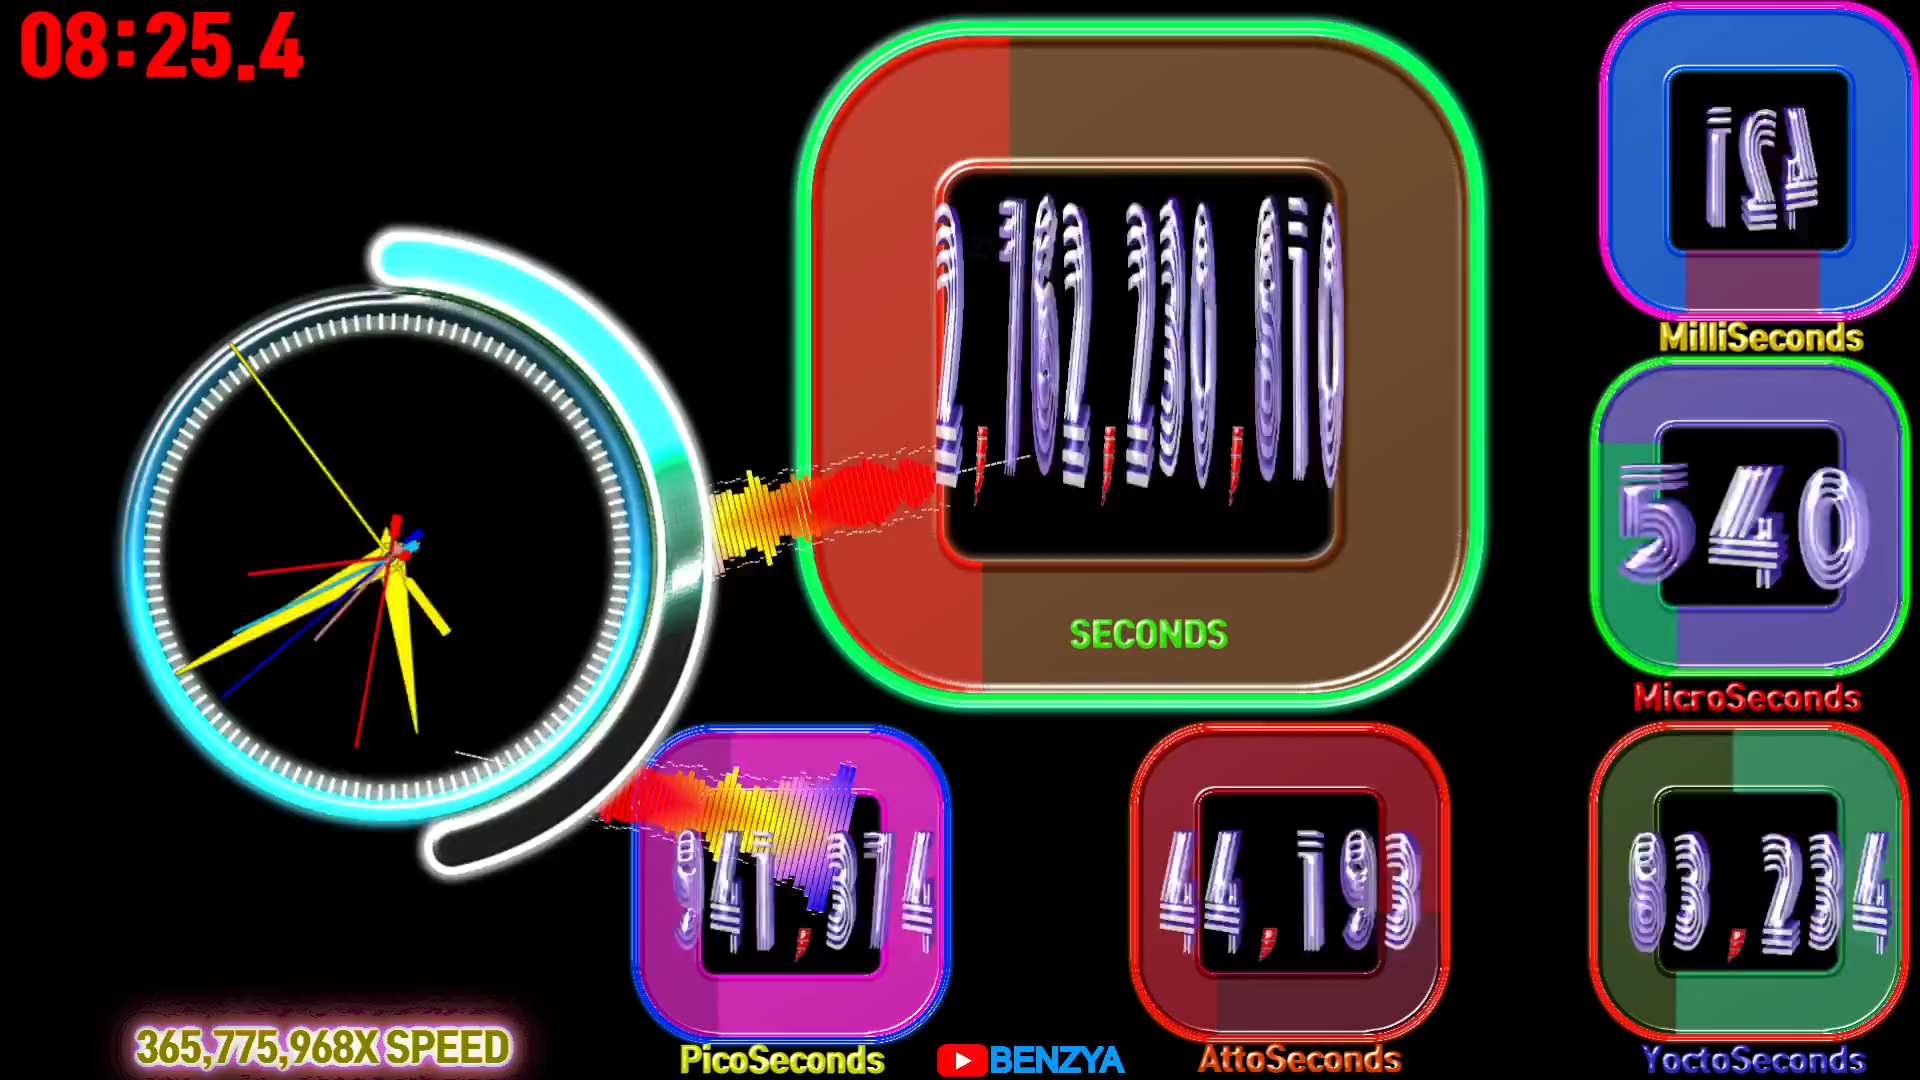 08:25.4
2,162,230,010
SECONDS
421
MilliSeconds
540
MicroSeconds
941,374
PicoSeconds
44,193
AttoSeconds
83,234
YoctoSeconds
365,775,968X SPEED
BENZYA